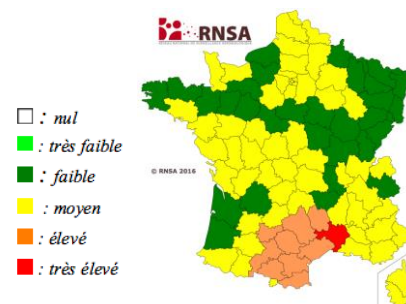 RNSA
: nul
: très faible
: faible
© RNSA 2016
: moyen
: élevé
: très élevé